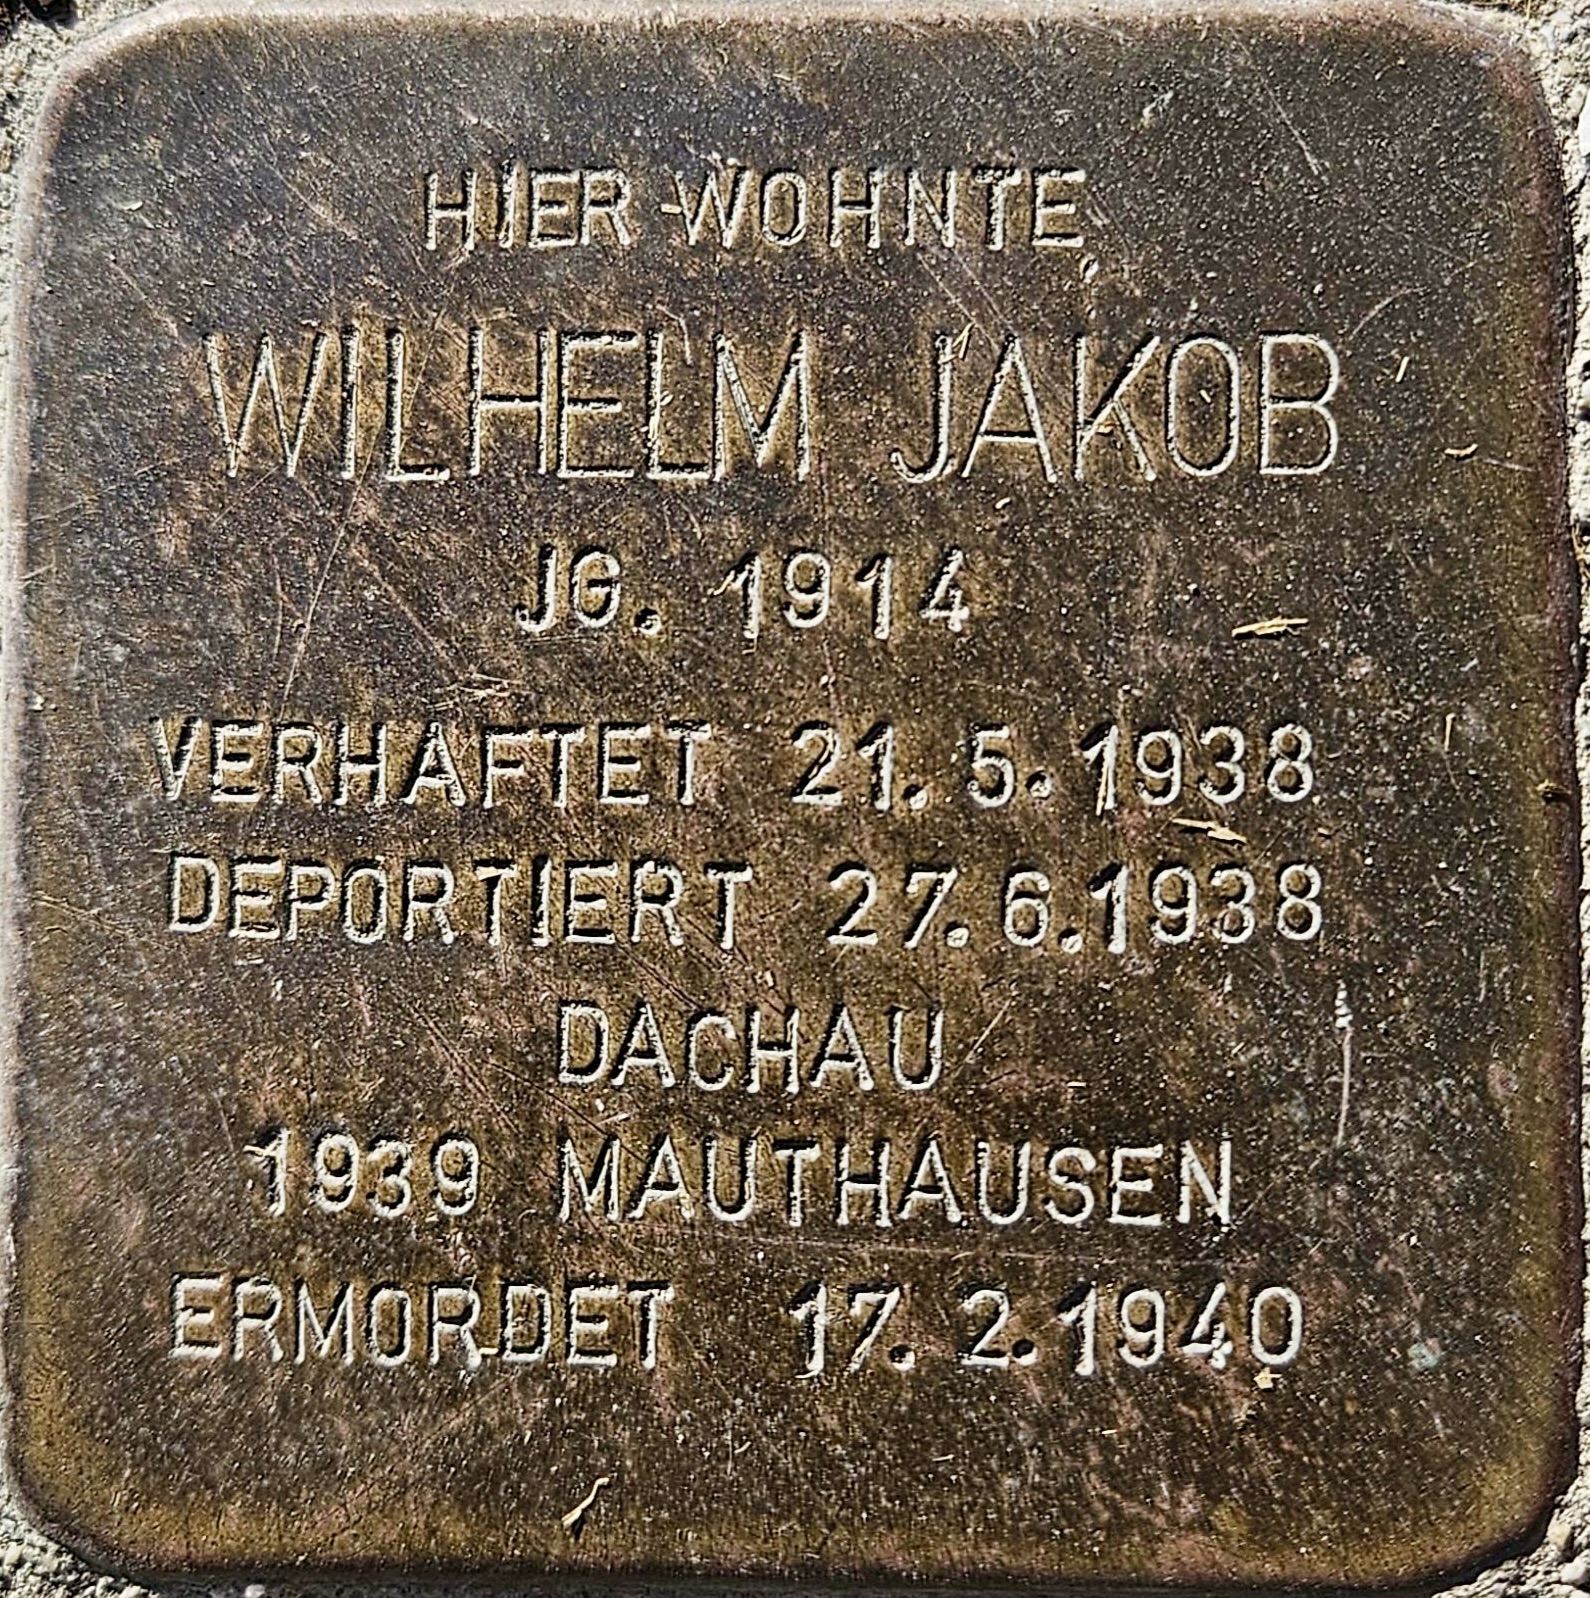 HIER WOHNTE
WILHELM JAKOB
JG. 1914
VERHAFTET 21.5.1938
DEPORTIERT 27.6.1938
DACHAU
1939 MAUTHAUSEN
ERMORDET 17.2.1940